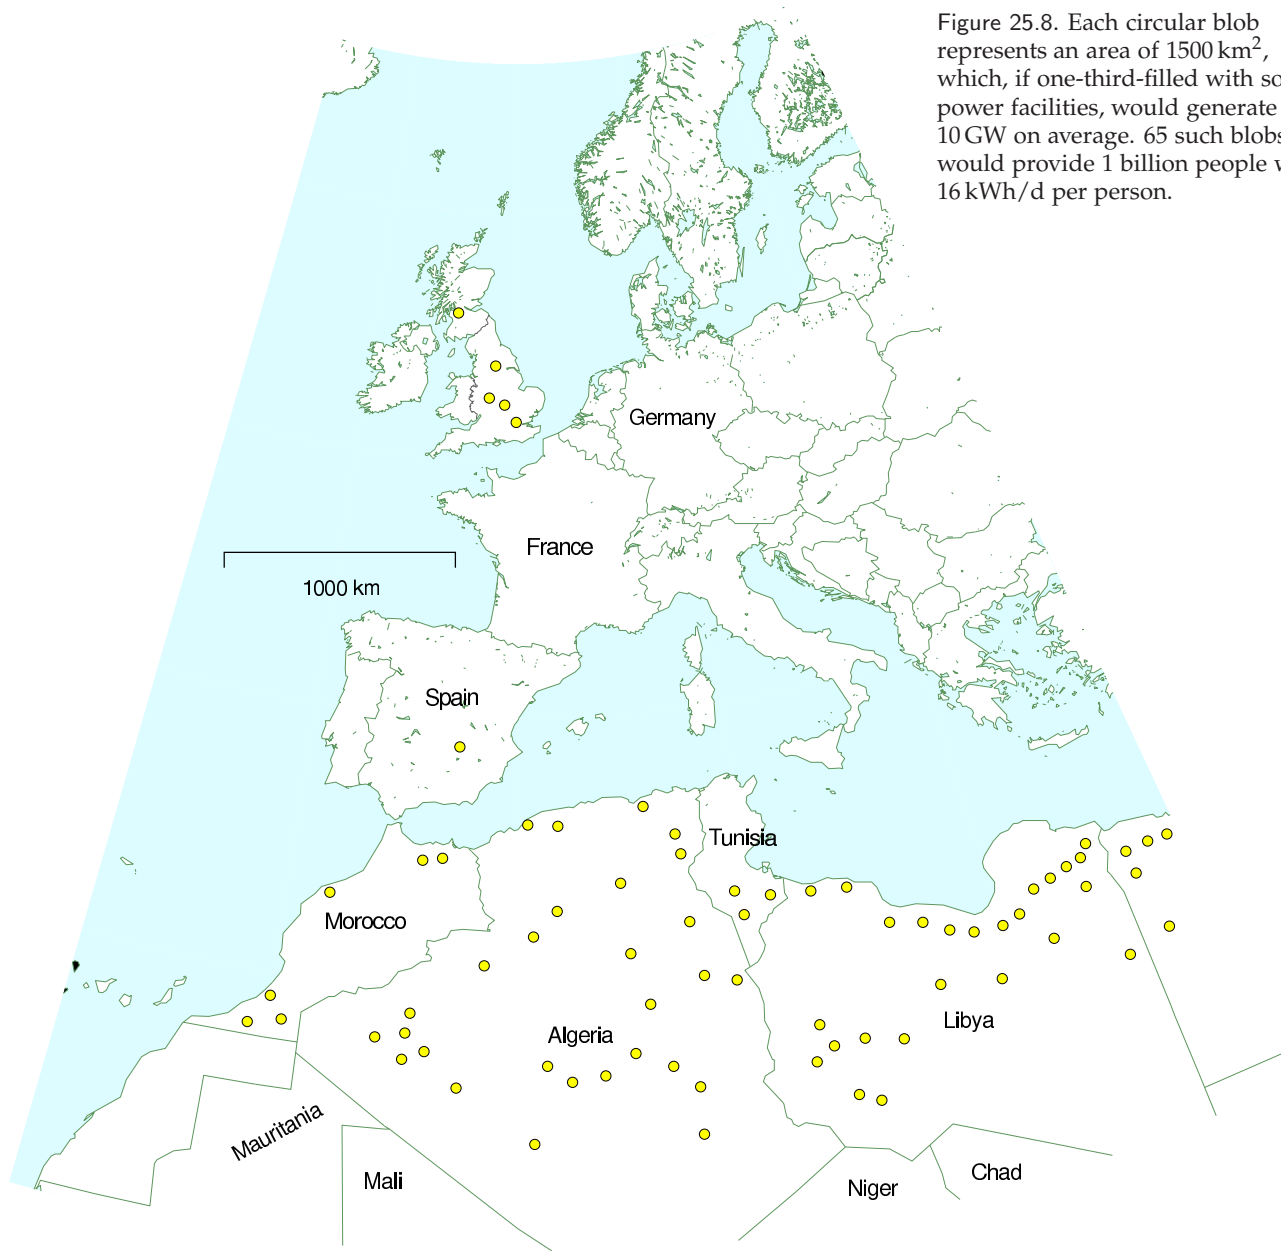 Figure 25.8. Each circular blob
represents an area of 1500 km²,
which, if one-third-filled with
power facilities, would generate
10 GW on average. 65 such blobs
would provide 1 billion people
16 kWh/d per person.
Germany
France
1000 km
Spain
Tunisia
Morocco
Algeria
Libya
Mauritania
Mali
Niger
Chad